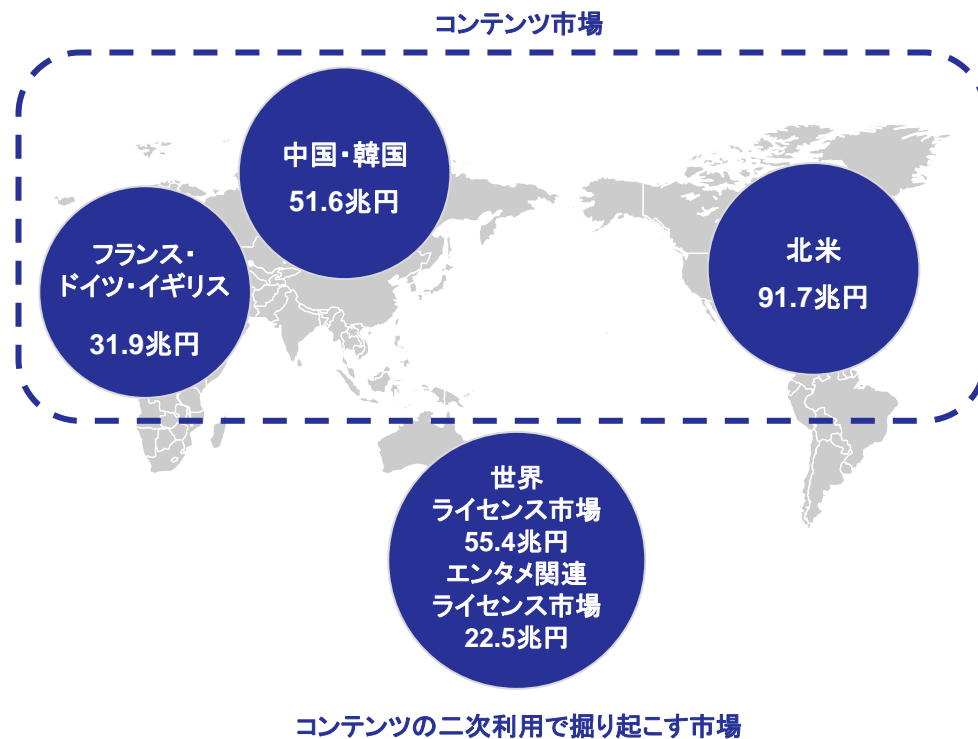 コンテンツ市場
中国・韓国
51.6兆円
フランス・
ドイツ・イギリス
31.9兆円
北米
91.7兆円
世界
ライセンス市場
55.4兆円
エンタメ関連
ライセンス市場
22.5兆円
コンテンツの二次利用で掘り起こす市場